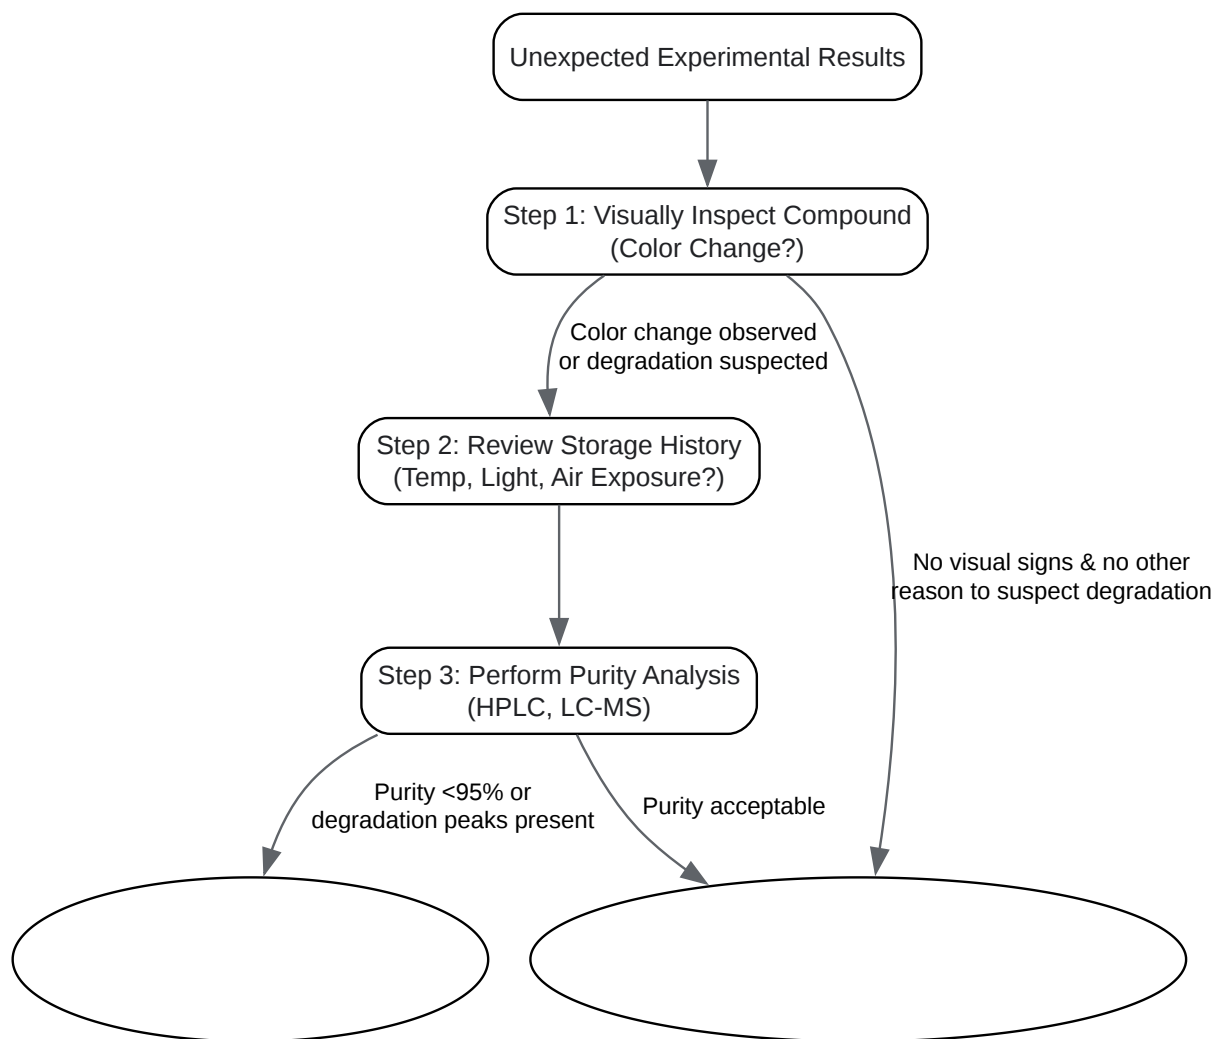 Unexpected Experimental Results
Step 1: Visually Inspect Compound
(Color Change?)
Color change observed
or degradation suspected
Step 2: Review Storage History
(Temp, Light, Air Exposure?)
No visual signs & no other
reason to suspect degradation
Step 3: Perform Purity Analysis
(HPLC, LC-MS)
Purity <95% or
degradation peaks present
Purity acceptable